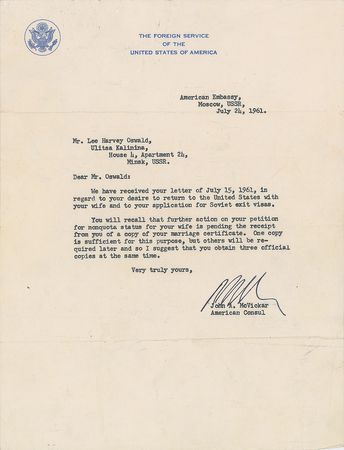 THE FOREIGN SERVICE
OF THE
UNITED STATES OF AMERICA
American Embassy,
Moscow, USSR,
July 24, 1961.
Mr. Lee Harvey Oswald,
Ulitsa Kalinina,
House 4, Apartment 24,
Minsk, USSR.
Dear Mr. Oswald:
We have received your letter of July 15, 1961, in
regard to your desire to return to the United States with
your wife and to your application for Soviet exit visas.
You will recall that further action on your petition
for nonquota status for your wife is pending the receipt
from you of a copy of your marriage certificate. One copy
is sufficient for this purpose, but others will be re-
quired later and so I suggest that you obtain three official
copies at the same time.
Very truly yours,
John A. McVickar
American Consul